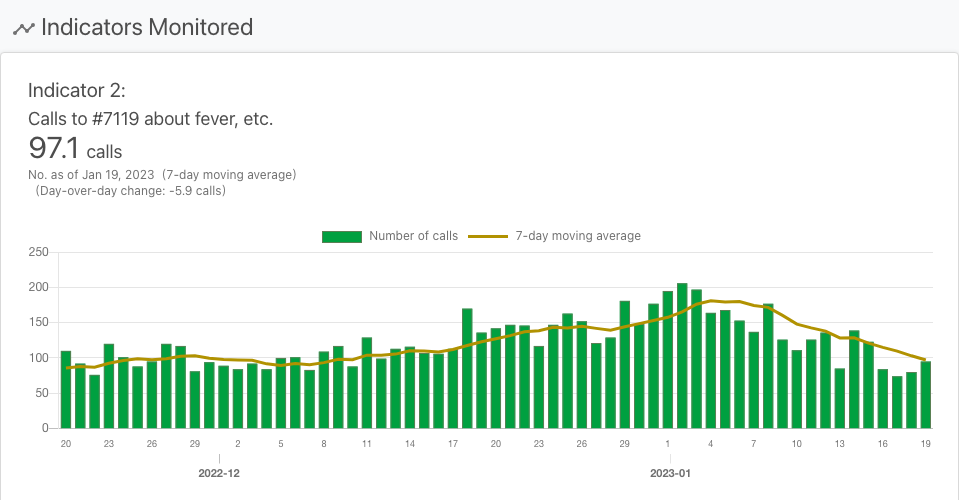 Indicators Monitored
Indicator 2:
Calls to #7119 about fever, etc.
97.1 calls
No. as of Jan 19, 2023 (7-day moving average)
(Day-over-day change: -5.9 calls)
Number of calls 7-day moving average
250
200
150
100
50
0
20 23 26 29 2 5 8 11 14 17 20 23 26 29 1 4 7 10 13 16 19
2022-12 2023-01